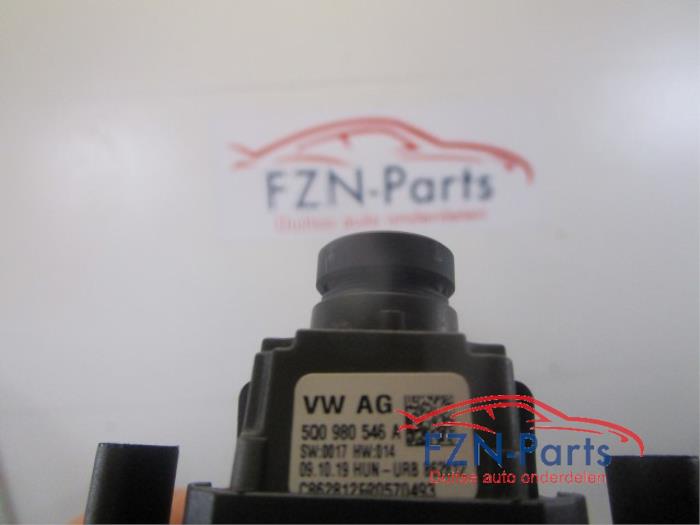 FZN-Parts
Duitse auto onderdelen
VW AG
5Q0 980 546 A
SW:0017 HW:014
09.10.19 HUN-URB
FZN-Parts
Duitse auto onderdelen